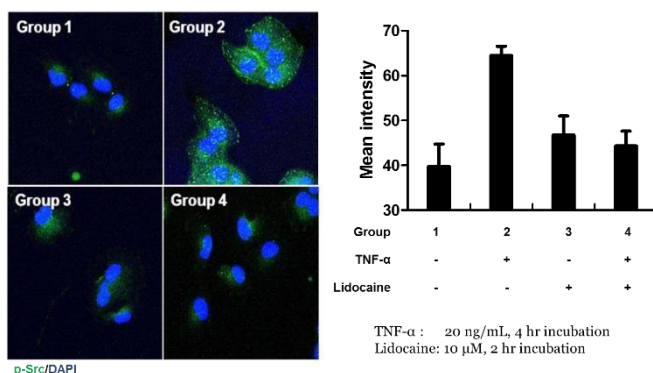 Group 1
Group 2
Group 3
Group 4
p-Src/DAPI
Mean intensity
70
60
50
40
30
Group 1 2 3 4
TNF-α - + - +
Lidocaine - - + +
TNF-α : 20 ng/mL, 4 hr incubation
Lidocaine: 10 μM, 2 hr incubation